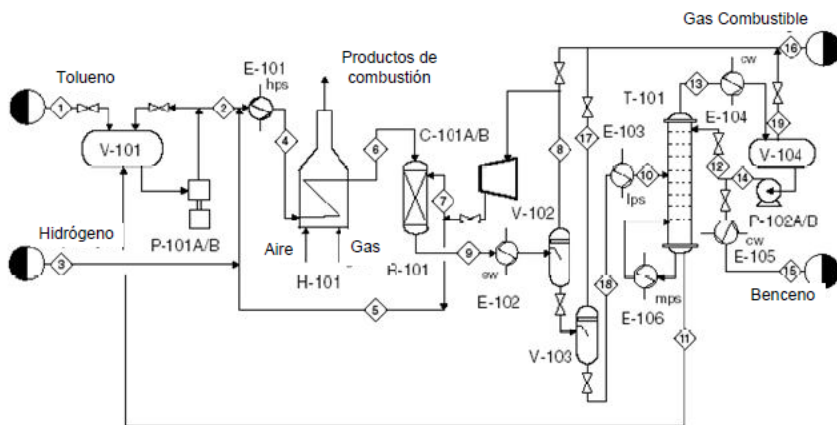 Gas Combustible
Productos de
combustión
Tolueno
Hidrógeno
Aire
Gas
Benceno
E-101
hps
C-101A/B
V-101
P-101A/B
H-101
R-101
E-102
cw
V-102
V-103
E-103
lps
T-101
cw
E-104
V-104
P-102A/B
cw
E-105
mps
E-106
1
2
3
4
5
6
7
8
9
10
11
12
13
14
15
16
17
18
19